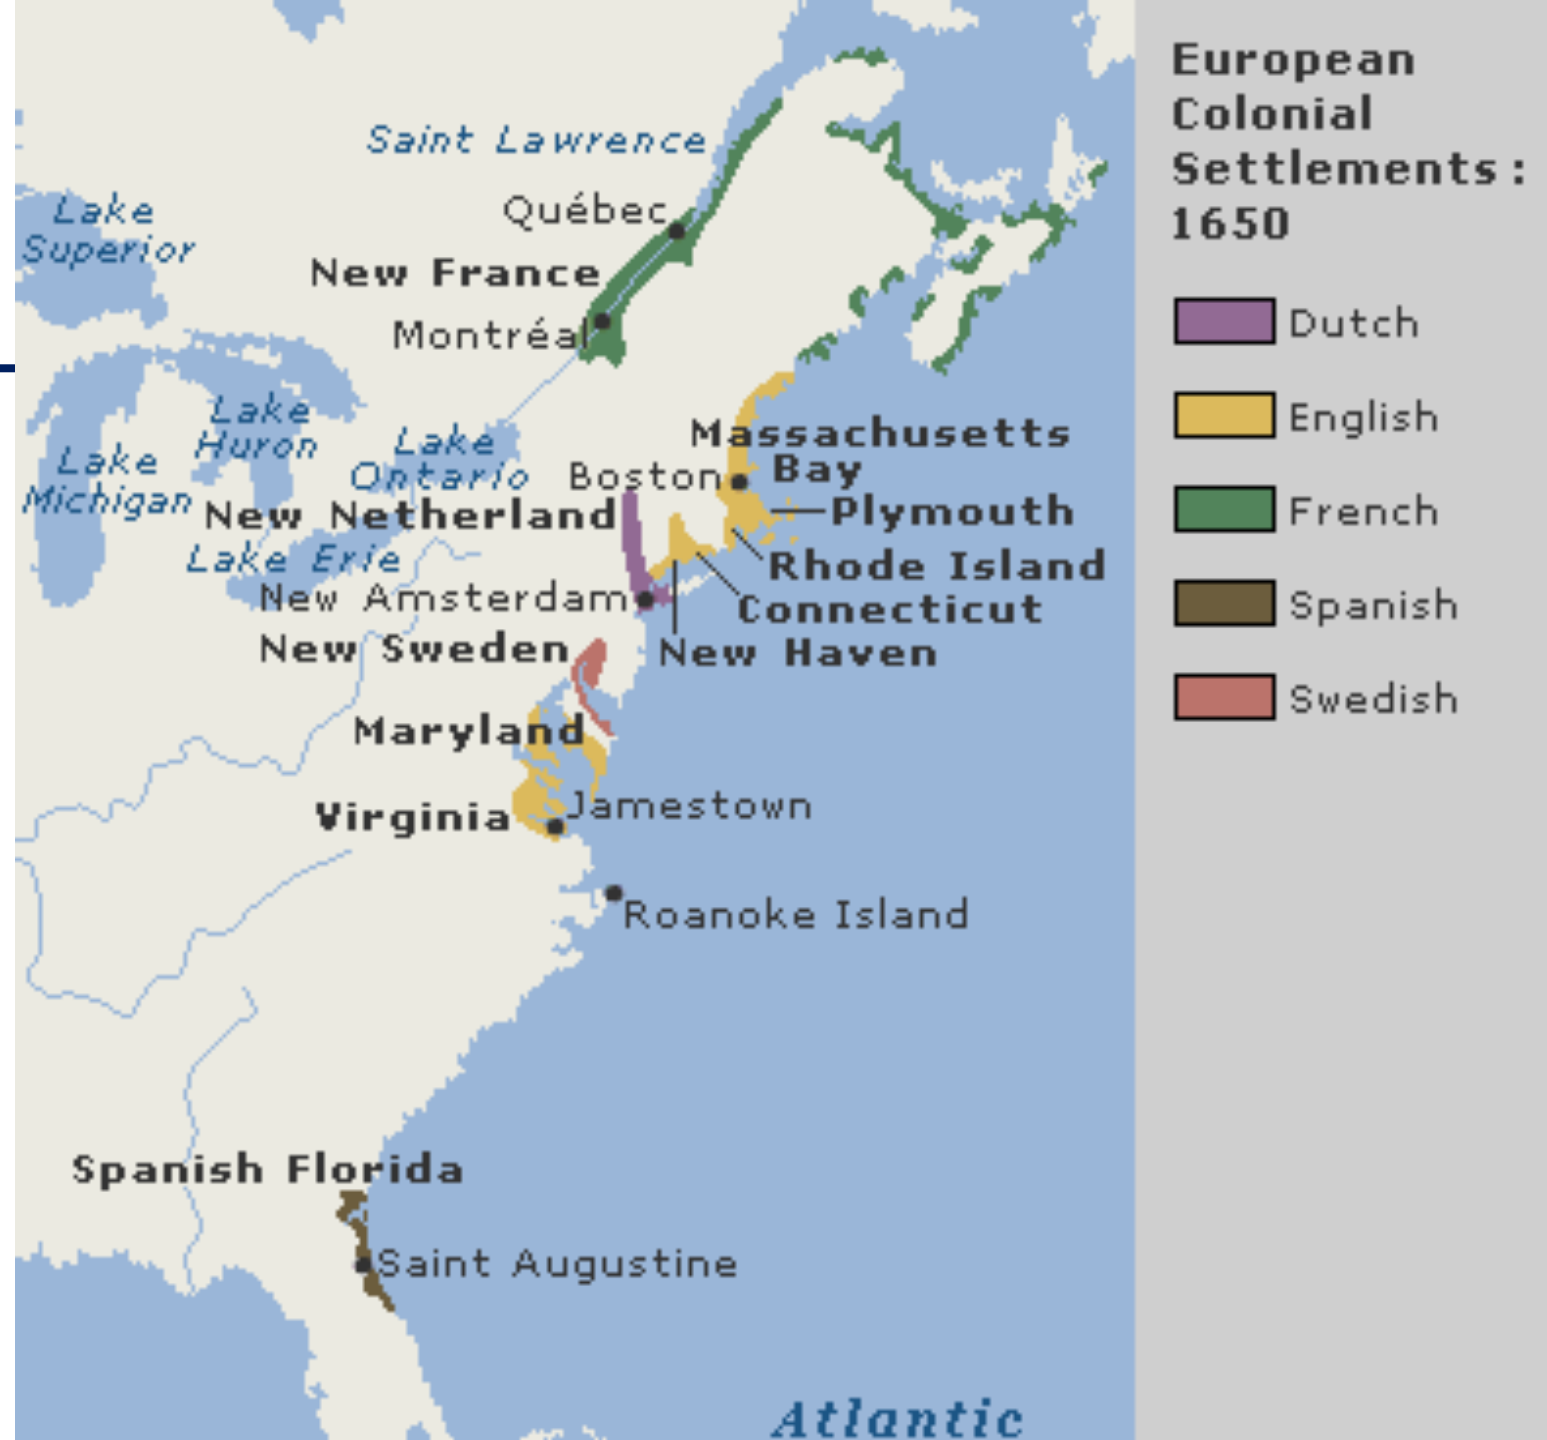 European
Colonial
Settlements:
1650
Dutch
English
French
Spanish
Swedish
Saint Lawrence
Québec
Lake
Superior
New France
Montréal
Lake
Huron
Lake
Ontario
Lake
Michigan
Massachusetts
Bay
Boston
Plymouth
New Netherland
Lake Erie
Rhode Island
New Amsterdam
Connecticut
New Sweden
New Haven
Maryland
Jamestown
Virginia
Roanoke Island
Spanish Florida
Saint Augustine
Atlantic